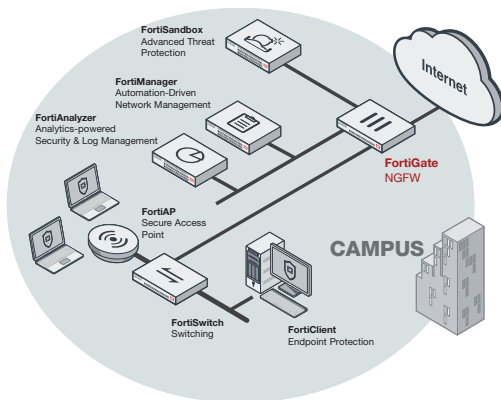 FortiSandbox
Advanced Threat
Protection
FortiManager
Automation-Driven
Network Management
FortiAnalyzer
Analytics-powered
Security & Log Management
Internet
FortiGate
NGFW
FortiAP
Secure Access
Point
CAMPUS
FortiSwitch
Switching
FortiClient
Endpoint Protection